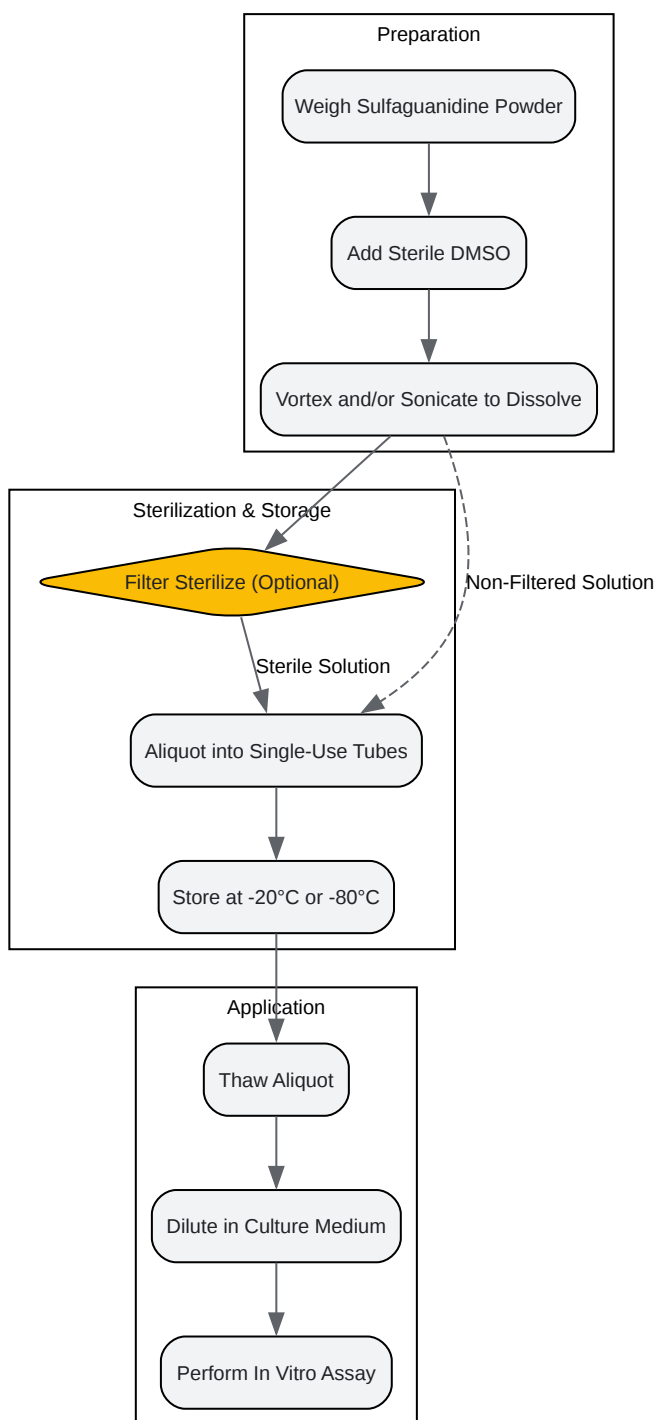 Preparation
Weigh Sulfaguanidine Powder
Add Sterile DMSO
Vortex and/or Sonicate to Dissolve
Sterilization & Storage
Filter Sterilize (Optional)
Non-Filtered Solution
Sterile Solution
Aliquot into Single-Use Tubes
Store at -20°C or -80°C
Application
Thaw Aliquot
Dilute in Culture Medium
Perform In Vitro Assay